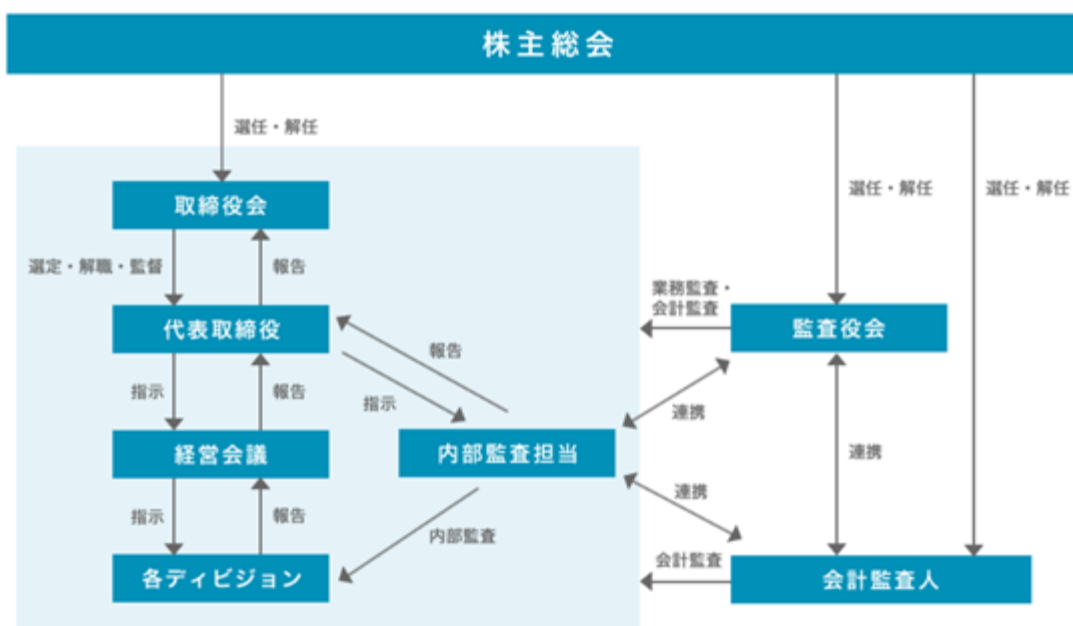 株主総会
選任・解任
選任・解任
選任・解任
取締役会
選定・解職・監督
報告
業務監査・
会計監査
代表取締役
監査役会
報告
指示
報告
指示
連携
経営会議
内部監査担当
連携
指示
報告
連携
内部監査
会計監査
各ディビジョン
会計監査人